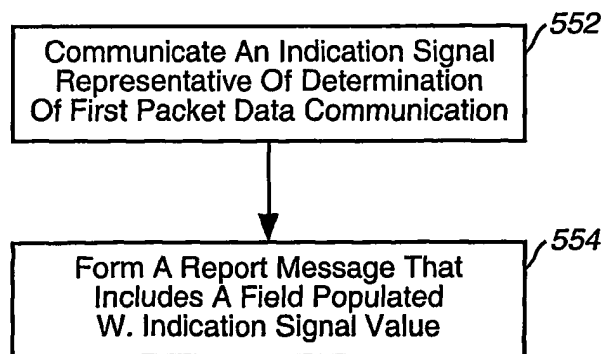 552
Communicate An Indication Signal
Representative Of Determination
Of First Packet Data Communication
554
Form A Report Message That
Includes A Field Populated
W. Indication Signal Value